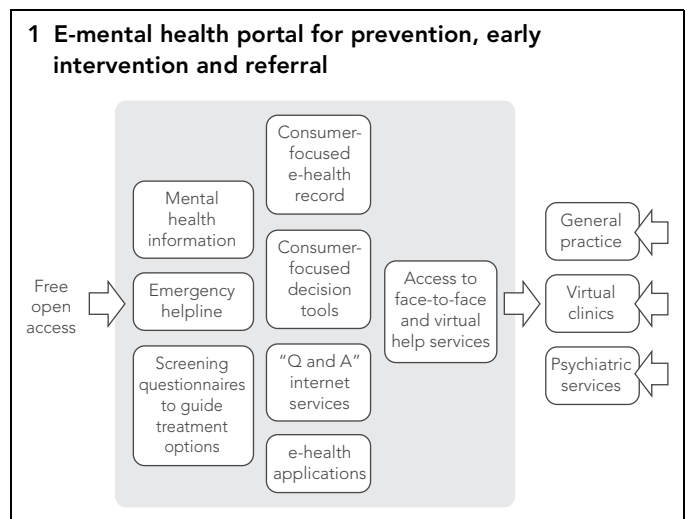 1 E-mental health portal for prevention, early
intervention and referral
Free
open
access
Mental
health
information
Emergency
helpline
Screening
questionnaires
to guide
treatment
options
Consumer-
focused
e-health
record
Consumer-
focused
decision
tools
"Q and A"
internet
services
e-health
applications
Access to
face-to-face
and virtual
help services
General
practice
Virtual
clinics
Psychiatric
services